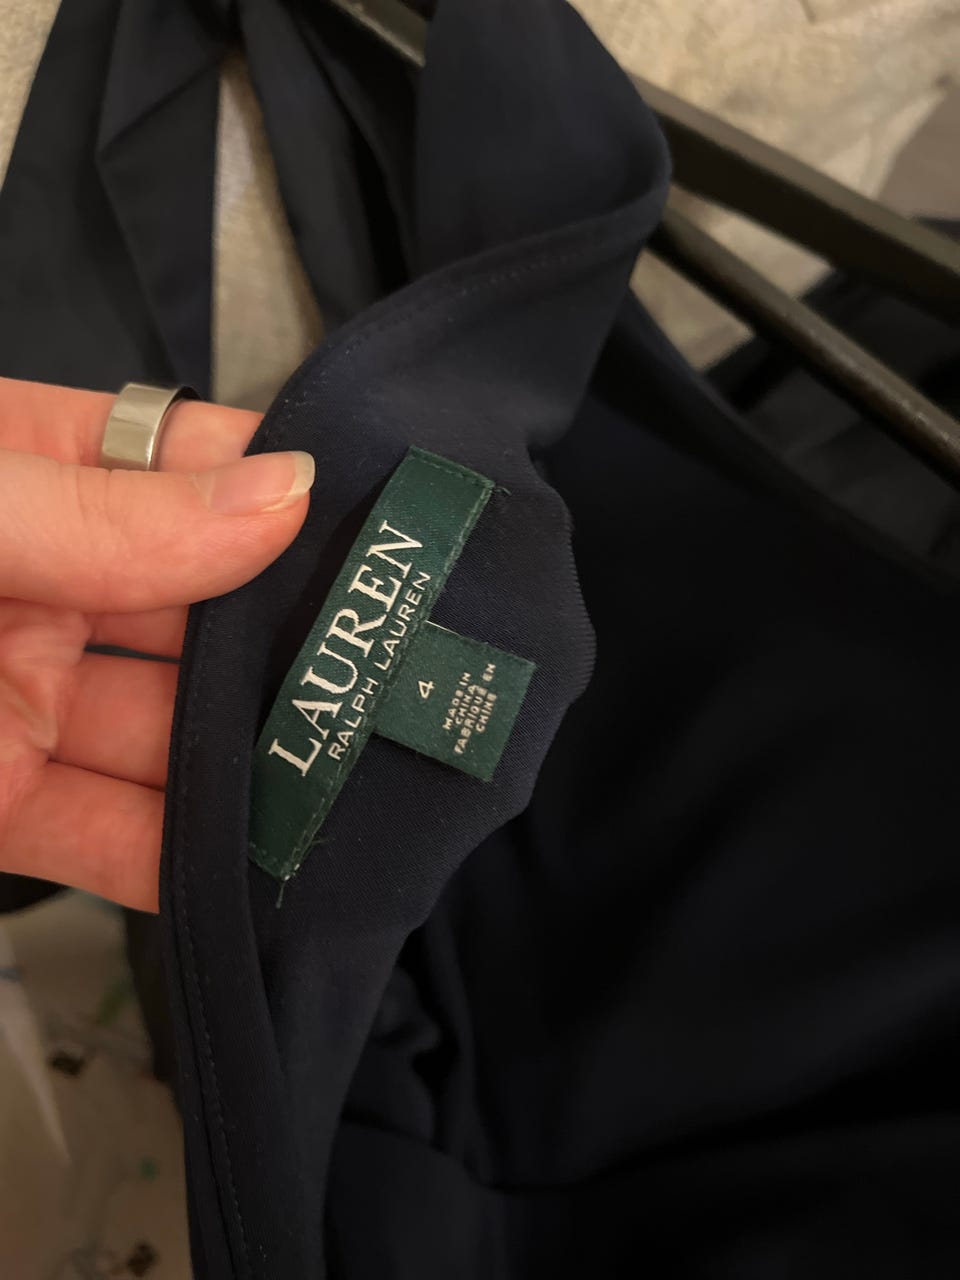 LAUREN
RALPH LAUREN
4
MADE IN
CHINA
FABRIQUÉ EN
CHINE